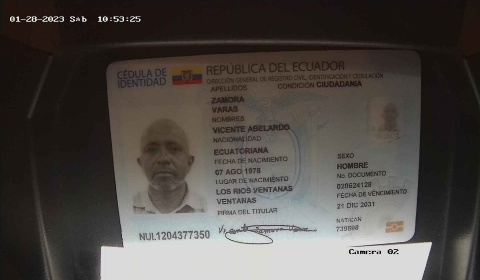 01-28-2023 Sab 10:53:25
CÉDULA DE IDENTIDAD
REPÚBLICA DEL ECUADOR
DIRECCIÓN GENERAL DE REGISTRO CIVIL, IDENTIFICACIÓN Y CEDULACIÓN
APELLIDOS
CONDICIÓN CIUDADANÍA
ZAMORA
VARAS
NOMBRES
VICENTE ABELARDO
NACIONALIDAD
ECUATORIANA
FECHA DE NACIMIENTO
07 AGO 1978
LUGAR DE NACIMIENTO
LOS RIOS VENTANAS
VENTANAS
FIRMA DEL TITULAR
SEXO
HOMBRE
No. DOCUMENTO
020624128
FECHA DE VENCIMIENTO
21 DIC 2031
NAT/CAN
NUI.1204377350
Camera 02